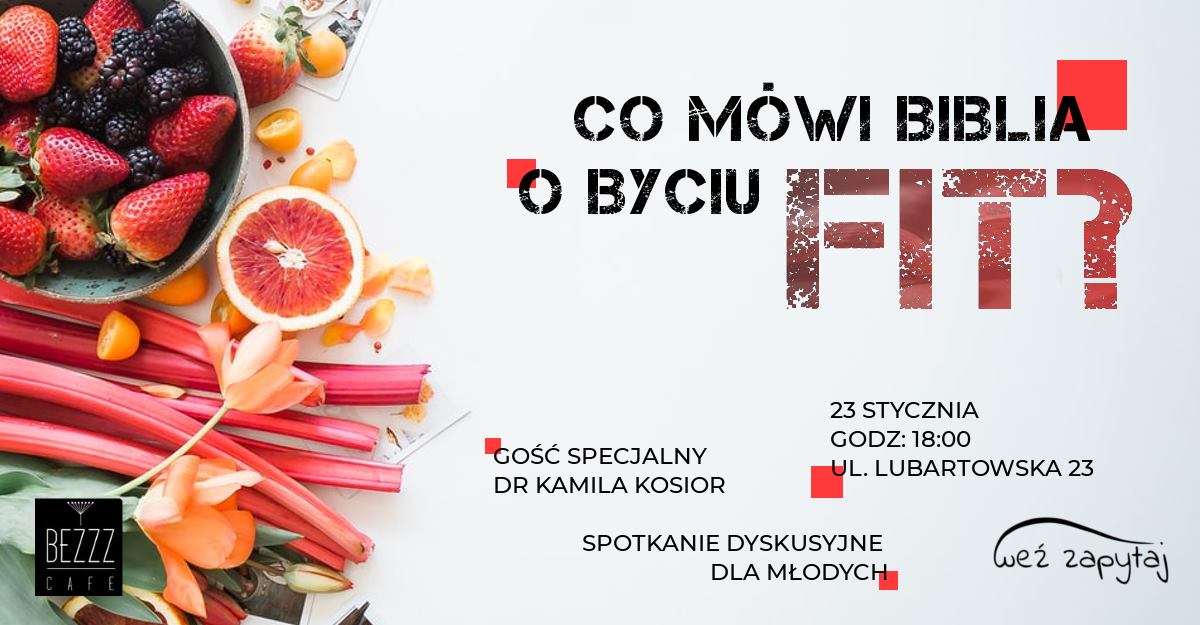 CO MÓWI BIBLIA
O BYCIU FIT?
23 STYCZNIA
GODZ: 18:00
UL. LUBARTOWSKA 23
GOŚĆ SPECJALNY
DR KAMILA KOSIOR
SPOTKANIE DYSKUSYJNE
DLA MŁODYCH
BEZZZ
CAFE
weź zapytaj